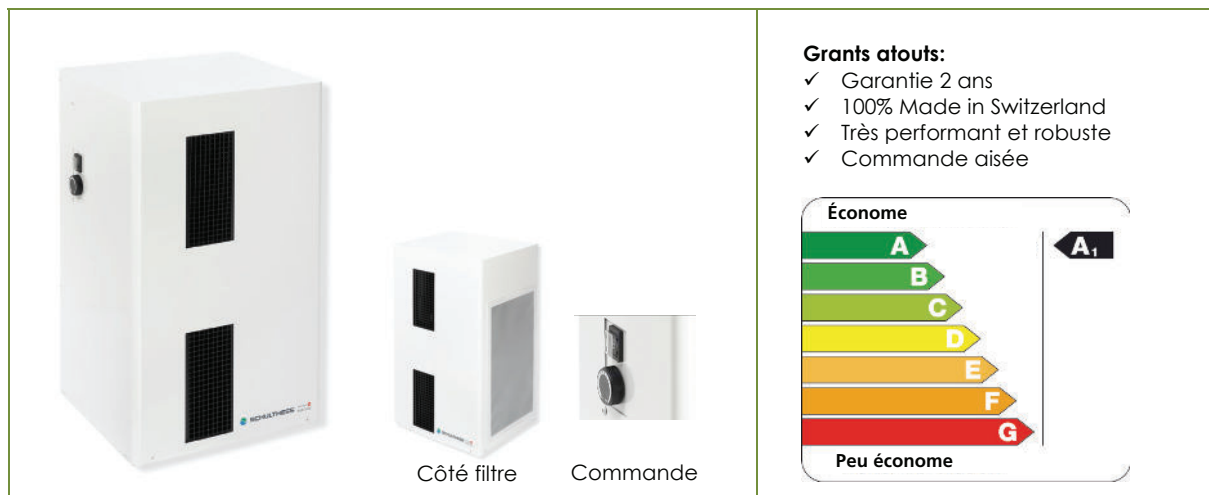 SCHULTHESS
Côté filtre
Commande
Grants atouts:
✓ Garantie 2 ans
✓ 100% Made in Switzerland
✓ Très performant et robuste
✓ Commande aisée
Économe
A
A₁
B
C
D
E
F
G
Peu économe